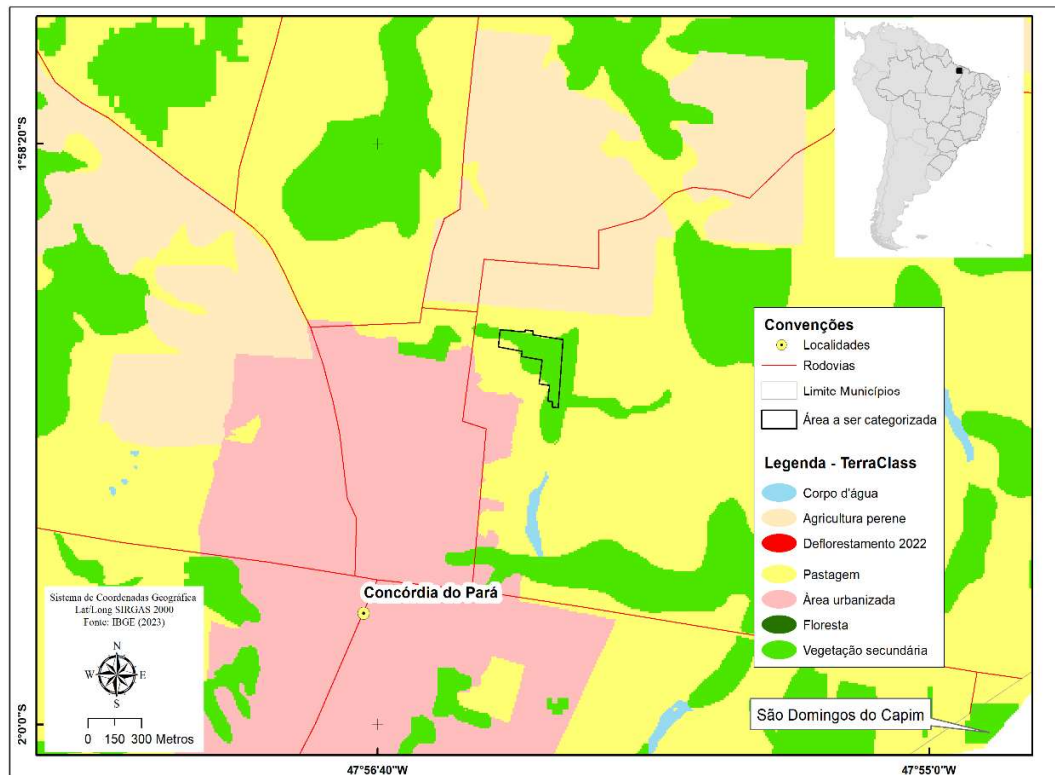 1°58'20"S
Convenções
Localidades
Rodovias
Limite Municípios
Área a ser categorizada
Legenda - TerraClass
Corpo d'água
Agricultura perene
Deflorestamento 2022
Pastagem
Área urbanizada
Floresta
Vegetação secundária
Concórdia do Pará
Sistema de Coordenadas Geográfica
Lat/Long SIRGAS 2000
Fonte: IBGE (2023)
N
W E
S
0 150 300 Metros
São Domingos do Capim
2°0'0"S
47°56'40"W
47°55'0"W